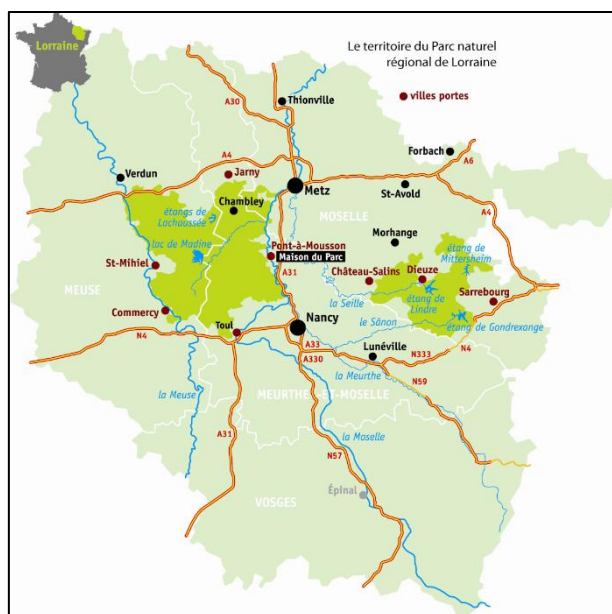 Lorraine
Le territoire du Parc naturel
régional de Lorraine
villes portes
A30
Thionville
Forbach
A6
Verdun
A4
Jarny
Metz
St-Avold
A4
Chambley
MOSELLE
étangs de
Lachaussée
Morhange
lac de Madine
Pont-à-Mousson
Maison du Parc
étang de
Mittersheim
St-Mihiel
A31
Château-Salins
Dieuze
MEUSE
la Seille
étang de
Lindre
Sarrebourg
Commercy
Toul
Nancy
le Sânon
étang de Gondrexange
N4
A33
Lunéville
N333
N4
A330
la Meurthe
N59
la Meuse
MEURTHE-ET-MOSELLE
A31
la Moselle
N57
VOSGES
Épinal